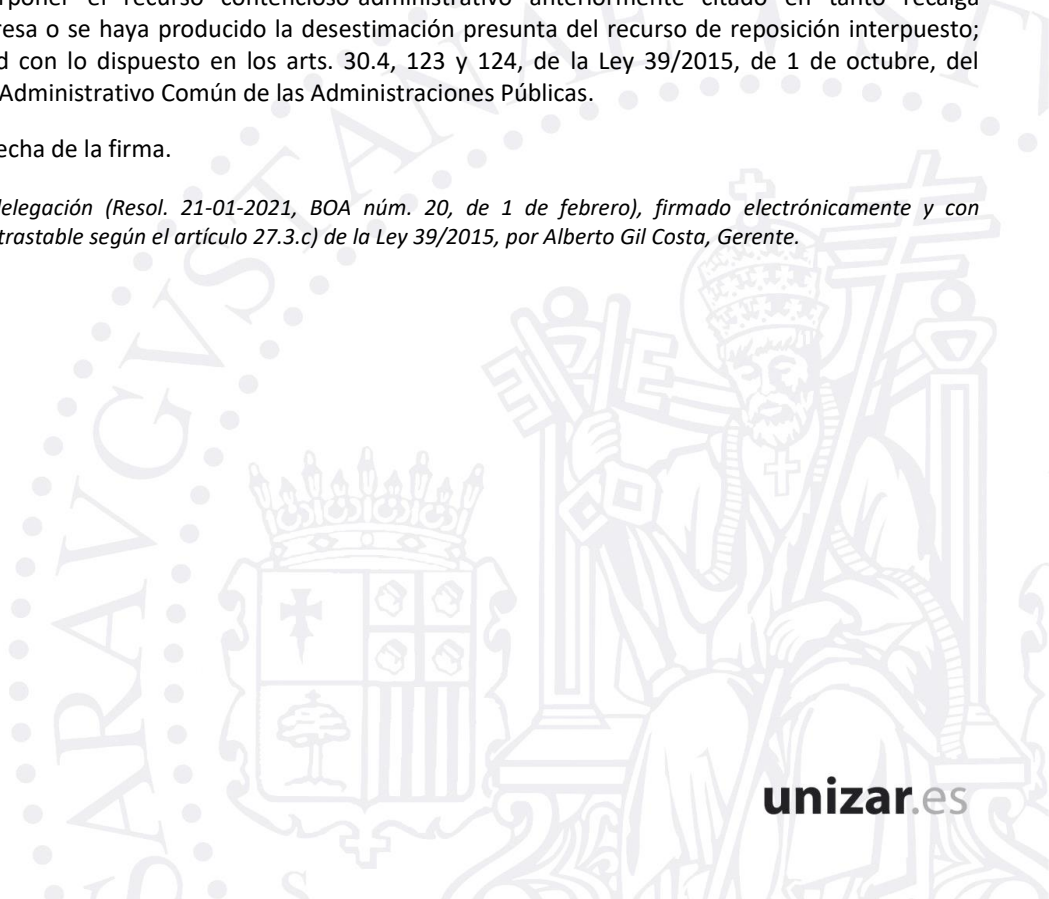 rponer el recurso contencioso-administrativo anteriormente citado en tanto recaiga
resa o se haya producido la desestimación presunta del recurso de reposición interpuesto;
d con lo dispuesto en los arts. 30.4, 123 y 124, de la Ley 39/2015, de 1 de octubre, del
Administrativo Común de las Administraciones Públicas.
echa de la firma.
delegación (Resol. 21-01-2021, BOA núm. 20, de 1 de febrero), firmado electrónicamente y con
trastable según el artículo 27.3.c) de la Ley 39/2015, por Alberto Gil Costa, Gerente.
ARAVGVSTANAE
unizar.es